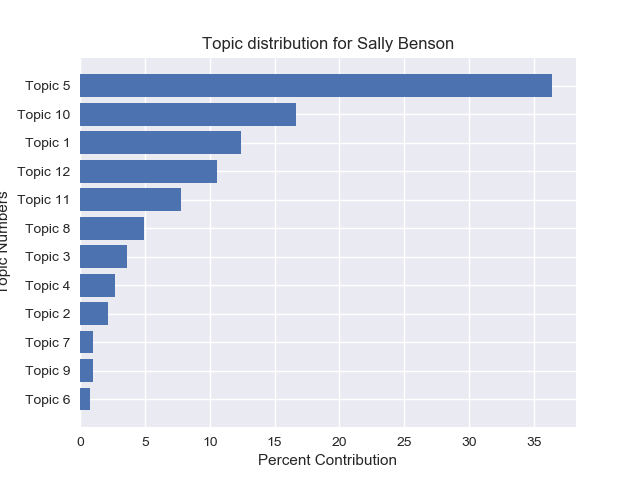 Topic distribution for Sally Benson
Topic Numbers
Topic 5
Topic 10
Topic 1
Topic 12
Topic 11
Topic 8
Topic 3
Topic 4
Topic 2
Topic 7
Topic 9
Topic 6
0 5 10 15 20 25 30 35
Percent Contribution